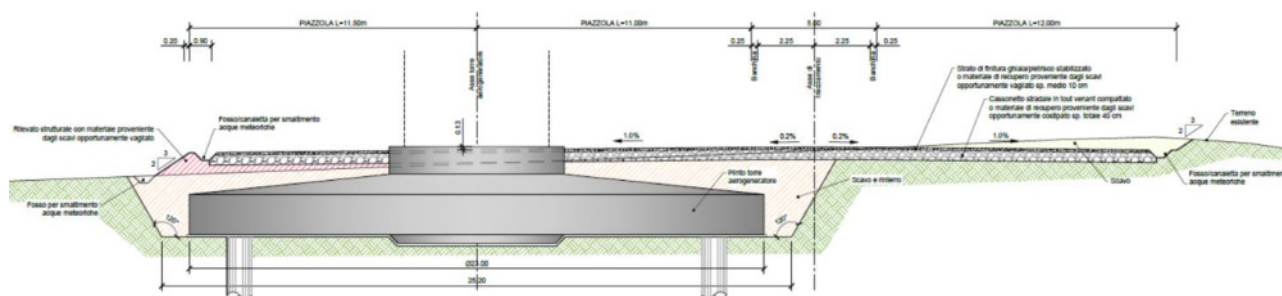 PIAZZOLA L=11.50m
PIAZZOLA L=11.00m
5.00
PIAZZOLA L=12.00m
0.20
0.90
0.25
2.25
2.25
0.25
Asse torre
aerogeneratore
Asse di
tracciamento
Strato di finitura ghiaia/pietrisco stabilizzato
o materiale di recupero proveniente dagli scavi
opportunamente vagliato sp. medio 10 cm
Cassonetto stradale in tout venant compattato
o materiale di recupero proveniente dagli scavi
opportunamente costipato sp. totale 40 cm
Terreno
esistente
Fosso/canaletta per smaltimento
acque meteoriche
Rilevato strutturale con materiale proveniente
dagli scavi opportunamente vagliato
3
2
0.13
1.0%
0.2%
0.2%
1.0%
3
2
Fosso per smaltimento
acque meteoriche
Plinto torre
aerogeneratore
Scavo e rinterro
Scavo
Fosso/canaletta per smaltimen
acque meteoriche
120°
120°
Ø23.00
25.20